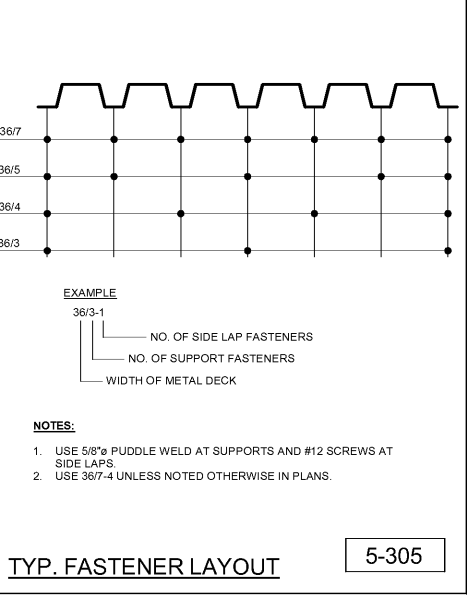 36/7
36/5
36/4
36/3
EXAMPLE
36/3-1
NO. OF SIDE LAP FASTENERS
NO. OF SUPPORT FASTENERS
WIDTH OF METAL DECK
NOTES:
1. USE 5/8"ø PUDDLE WELD AT SUPPORTS AND #12 SCREWS AT
SIDE LAPS.
2. USE 36/7-4 UNLESS NOTED OTHERWISE IN PLANS.
TYP. FASTENER LAYOUT
5-305